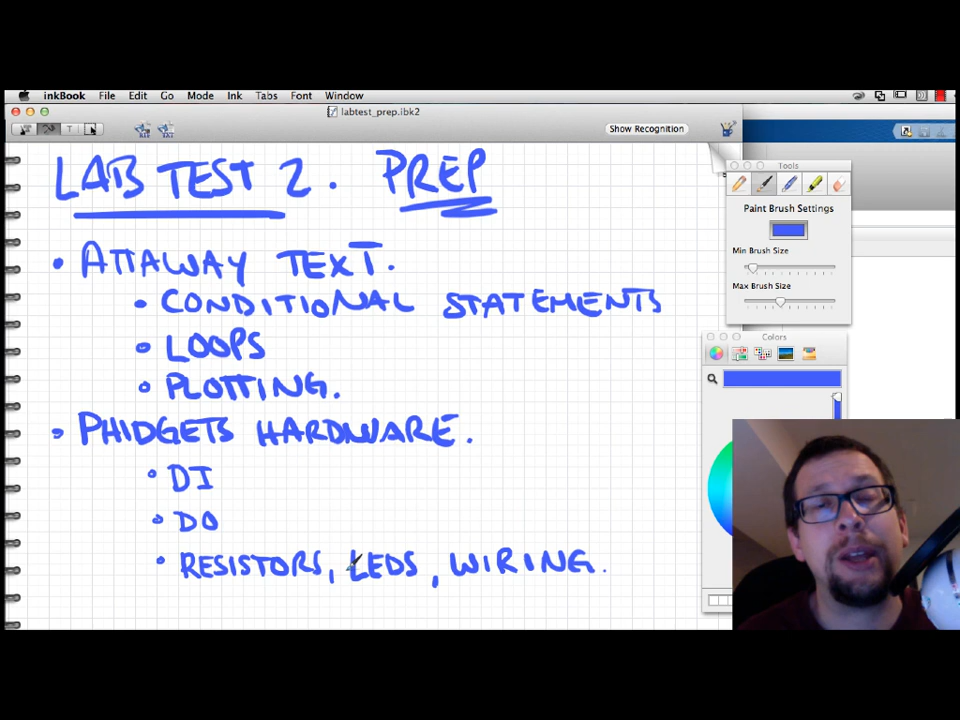 inkBook File Edit Go Mode Ink Tabs Font Window
labtest_prep.ibk2
T
Show Recognition
LAB TEST 2. PREP
• ATTAWAY TEXT.
• CONDITIONAL STATEMENTS
• LOOPS
• PLOTTING.
• PHIDGETS HARDWARE.
• DI
• DO
• RESISTORS, LEDS, WIRING.
Tools
Paint Brush Settings
Min Brush Size
Max Brush Size
Colors